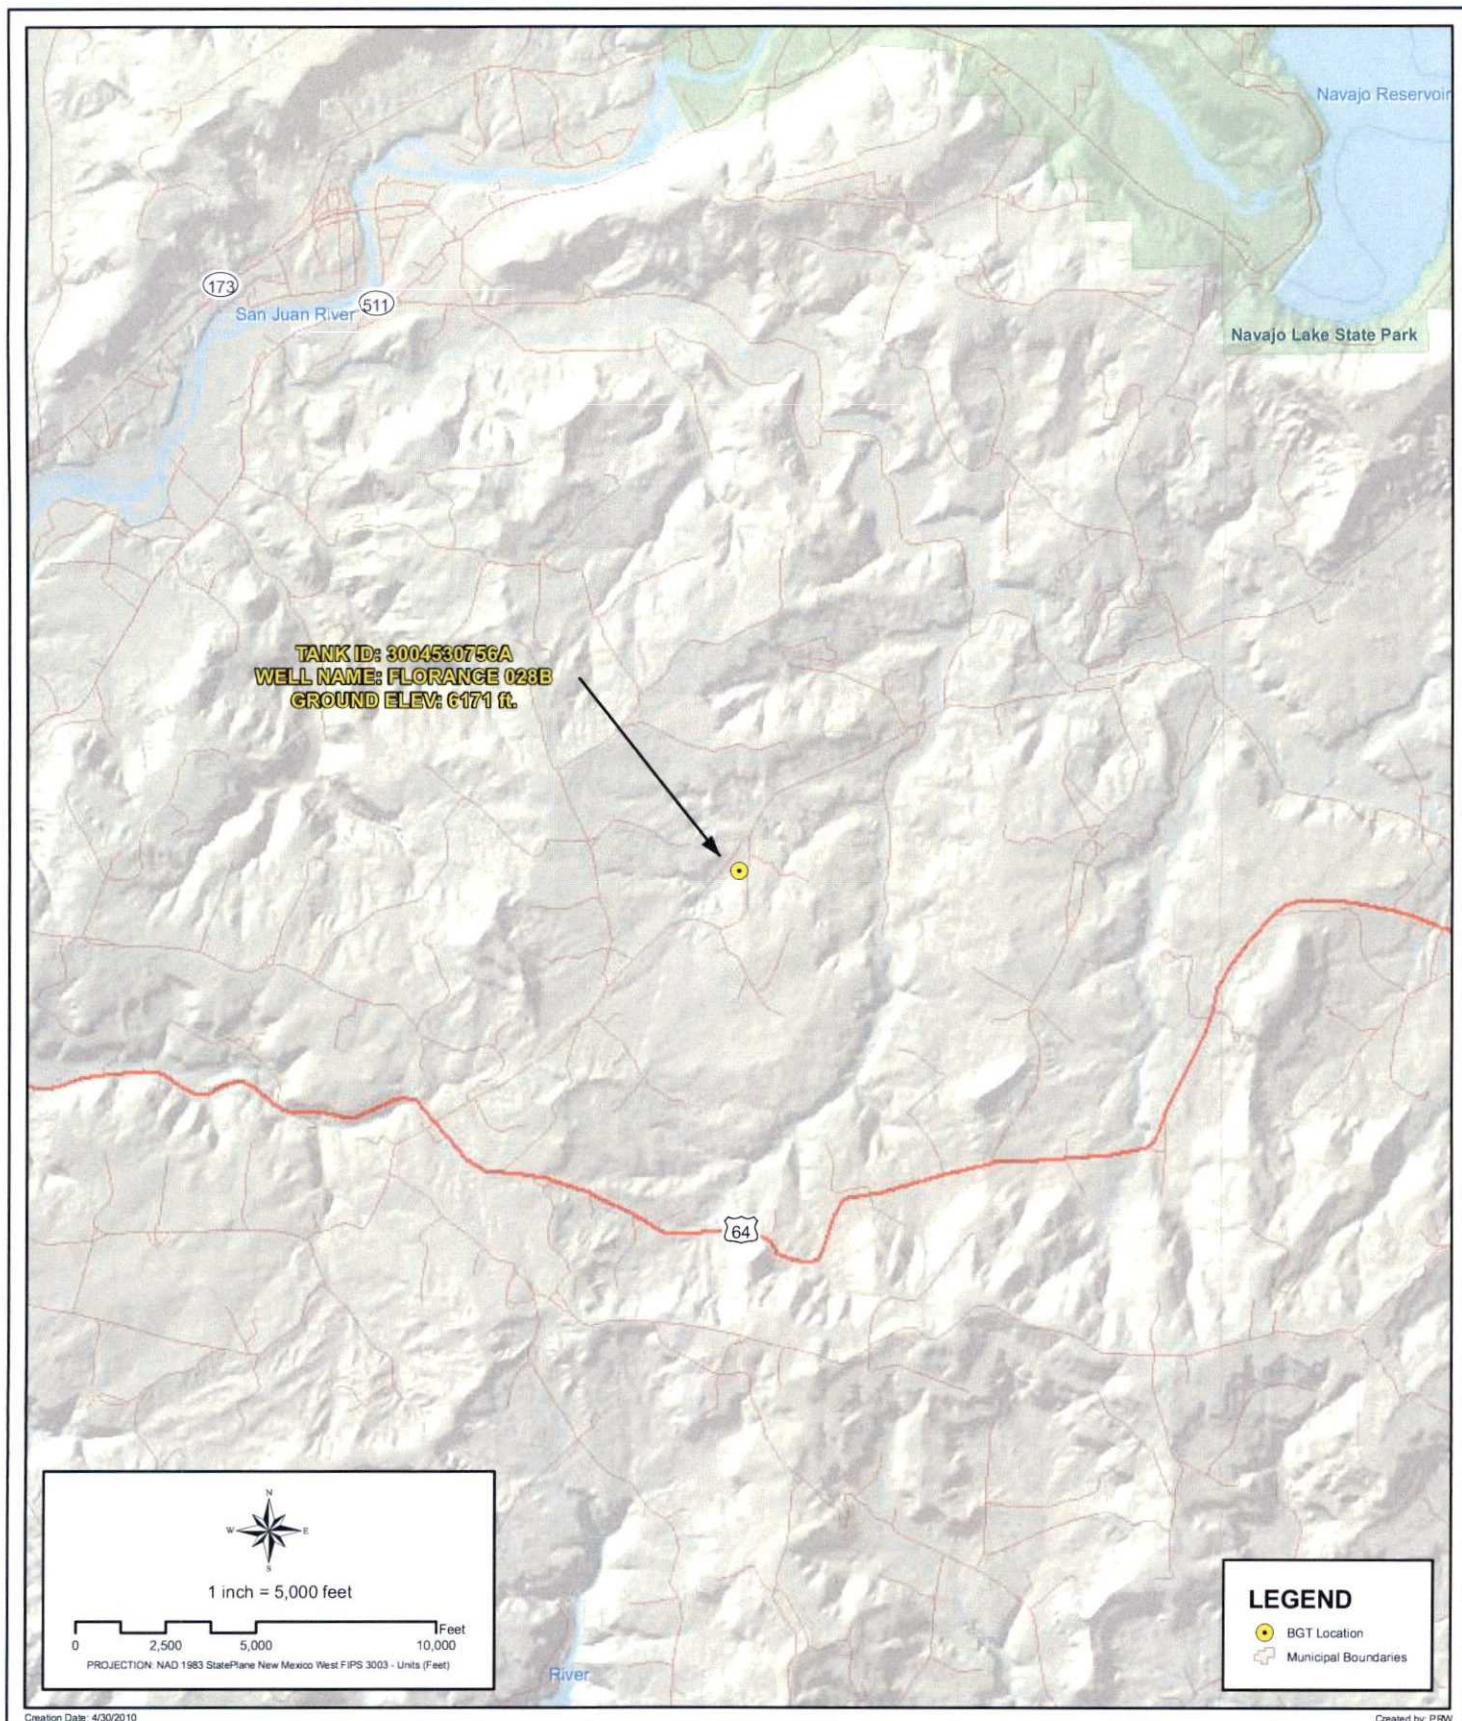 Navajo Reservoir
173
San Juan River
511
Navajo Lake State Park
TANK ID: 3004530756A
WELL NAME: FLORANCE 028B
GROUND ELEV: 6171 ft.
64
N
W E
S
1 inch = 5,000 feet
Feet
0 2,500 5,000 10,000
PROJECTION: NAD 1983 StatePlane New Mexico West FIPS 3003 - Units (Feet)
River
LEGEND
BGT Location
Municipal Boundaries
Creation Date: 4/30/2010
Created by: PRW